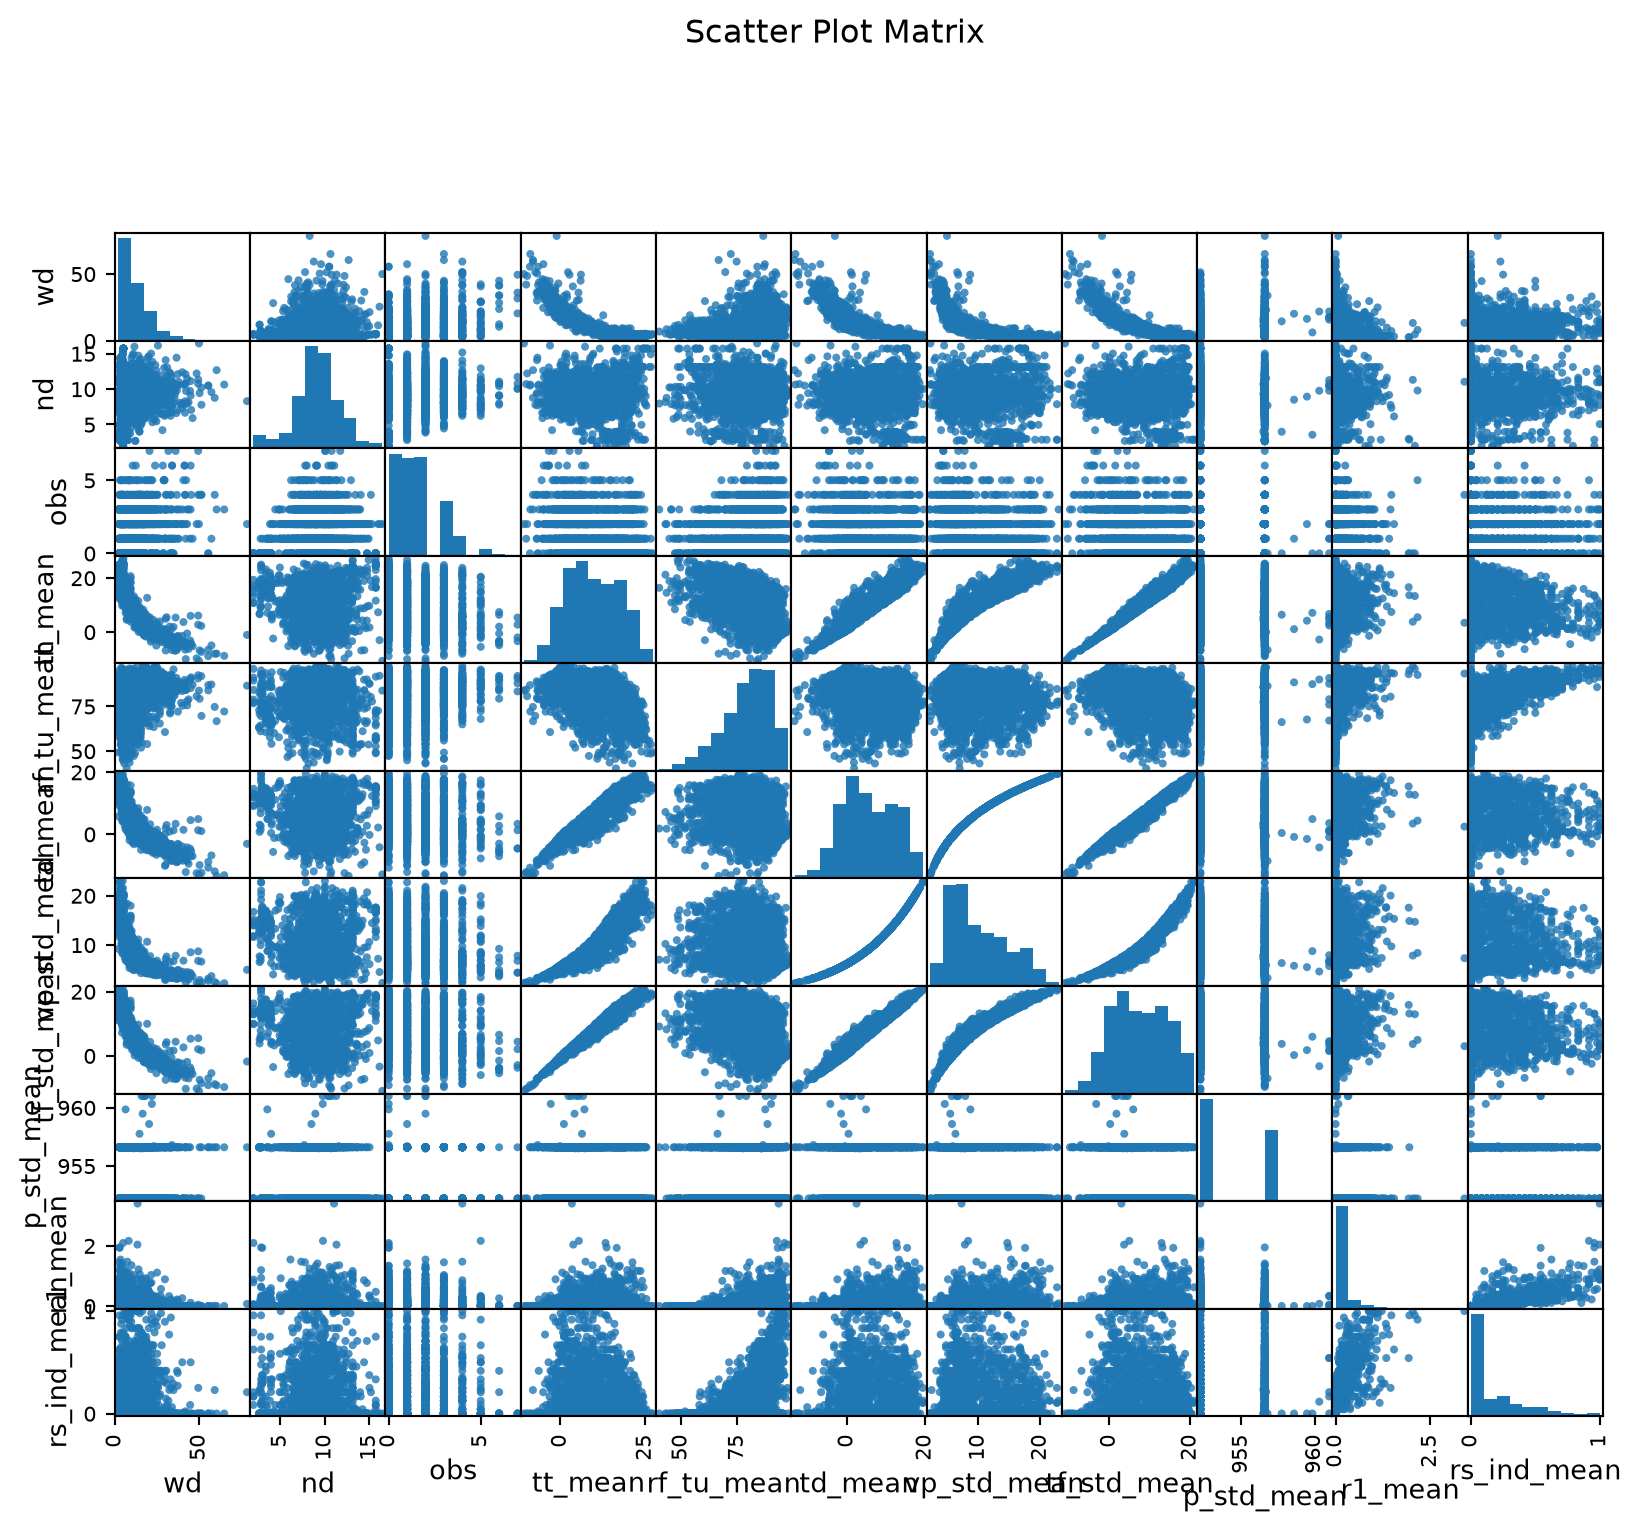 Scatter Plot Matrix
wd
50
0
nd
15
10
5
obs
5
0
tt_mean
20
0
rf_tu_mean
75
50
td_mean
20
0
vp_std_mean
20
10
tf_std_mean
20
0
p_std_mean
960
955
r1_mean
2
0
rs_ind_mean
1
0
0 50 5 10 15 0 5 0 25 50 75 0 20 10 20 0 20 955 960 0.0 2.5 0 1
wd nd obs tt_mean rf_tu_mean td_mean vp_std_mean tf_std_mean p_std_mean r1_mean rs_ind_mean